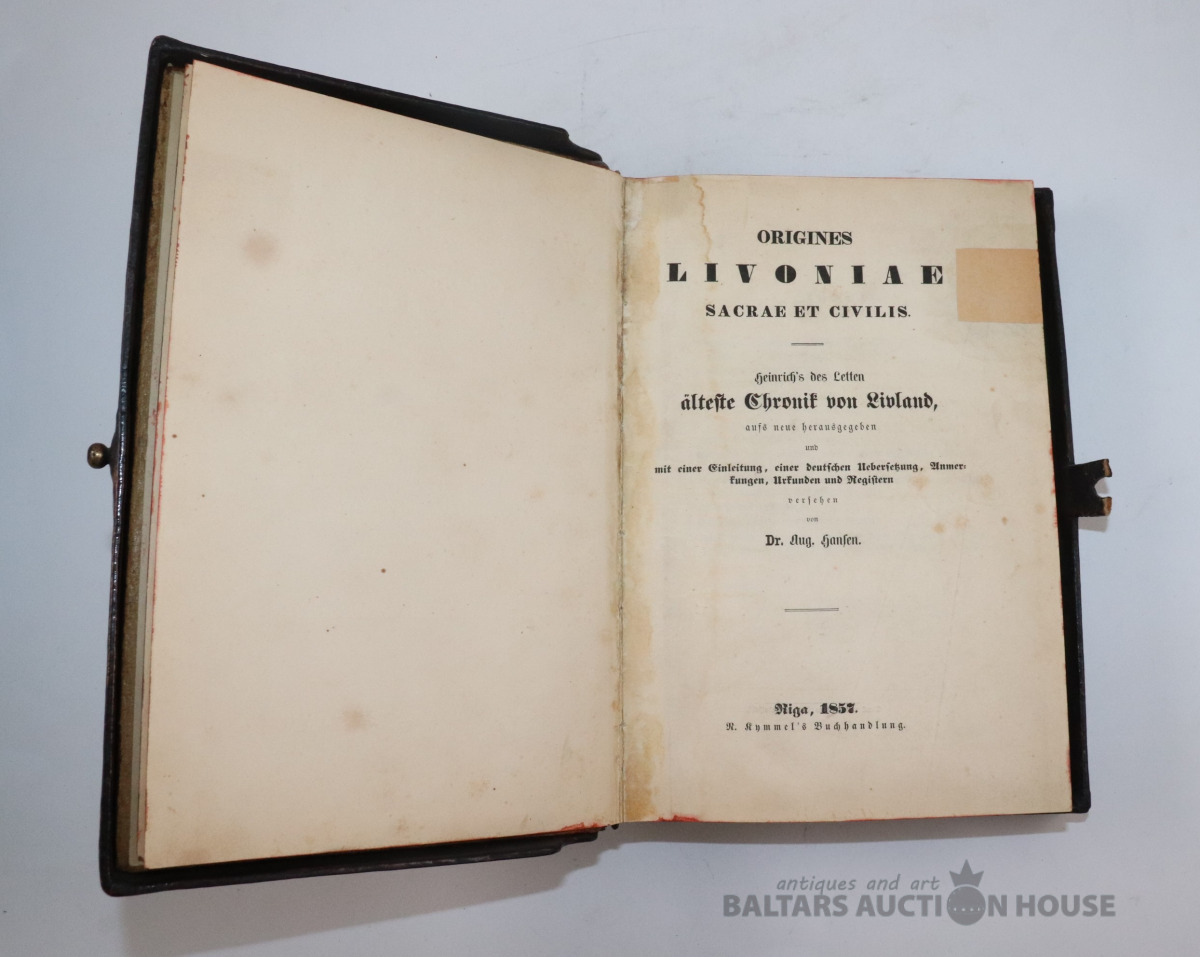 ORIGINES
LIVONIAE
SACRAE ET CIVILIS.
Heinrich's des Letten
älteste Chronik von Livland,
aufs neue herausgegeben
und
mit einer Einleitung, einer deutschen Uebersetzung, Anmer-
kungen, Urkunden und Registern
versehen
von
Dr. Aug. Hansen.
Riga, 1857.
N. Kymmel's Buchhandlung.
antiques and art
BALTARS AUCTION HOUSE